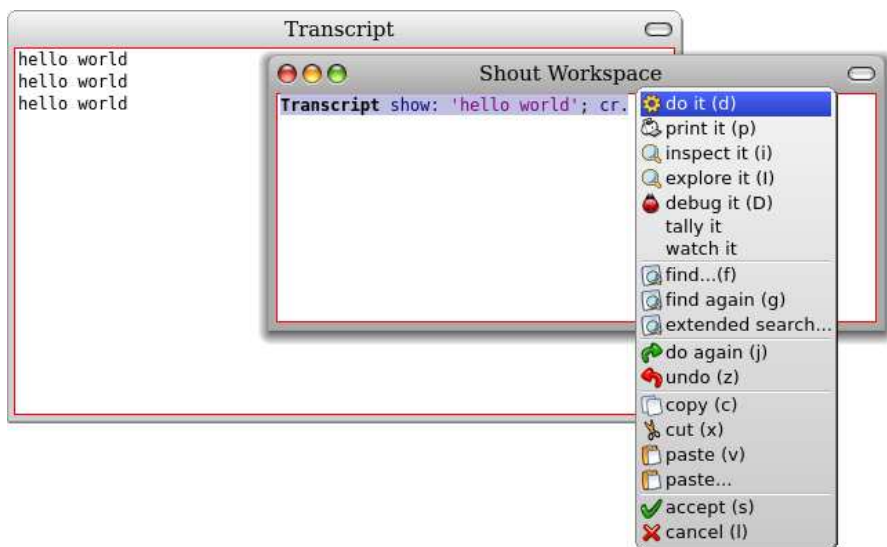 Transcript
hello world
hello world
hello world
Shout Workspace
Transcript show: 'hello world'; cr.
do it (d)
print it (p)
inspect it (i)
explore it (I)
debug it (D)
tally it
watch it
find...(f)
find again (g)
extended search...
do again (j)
undo (z)
copy (c)
cut (x)
paste (v)
paste...
accept (s)
cancel (l)